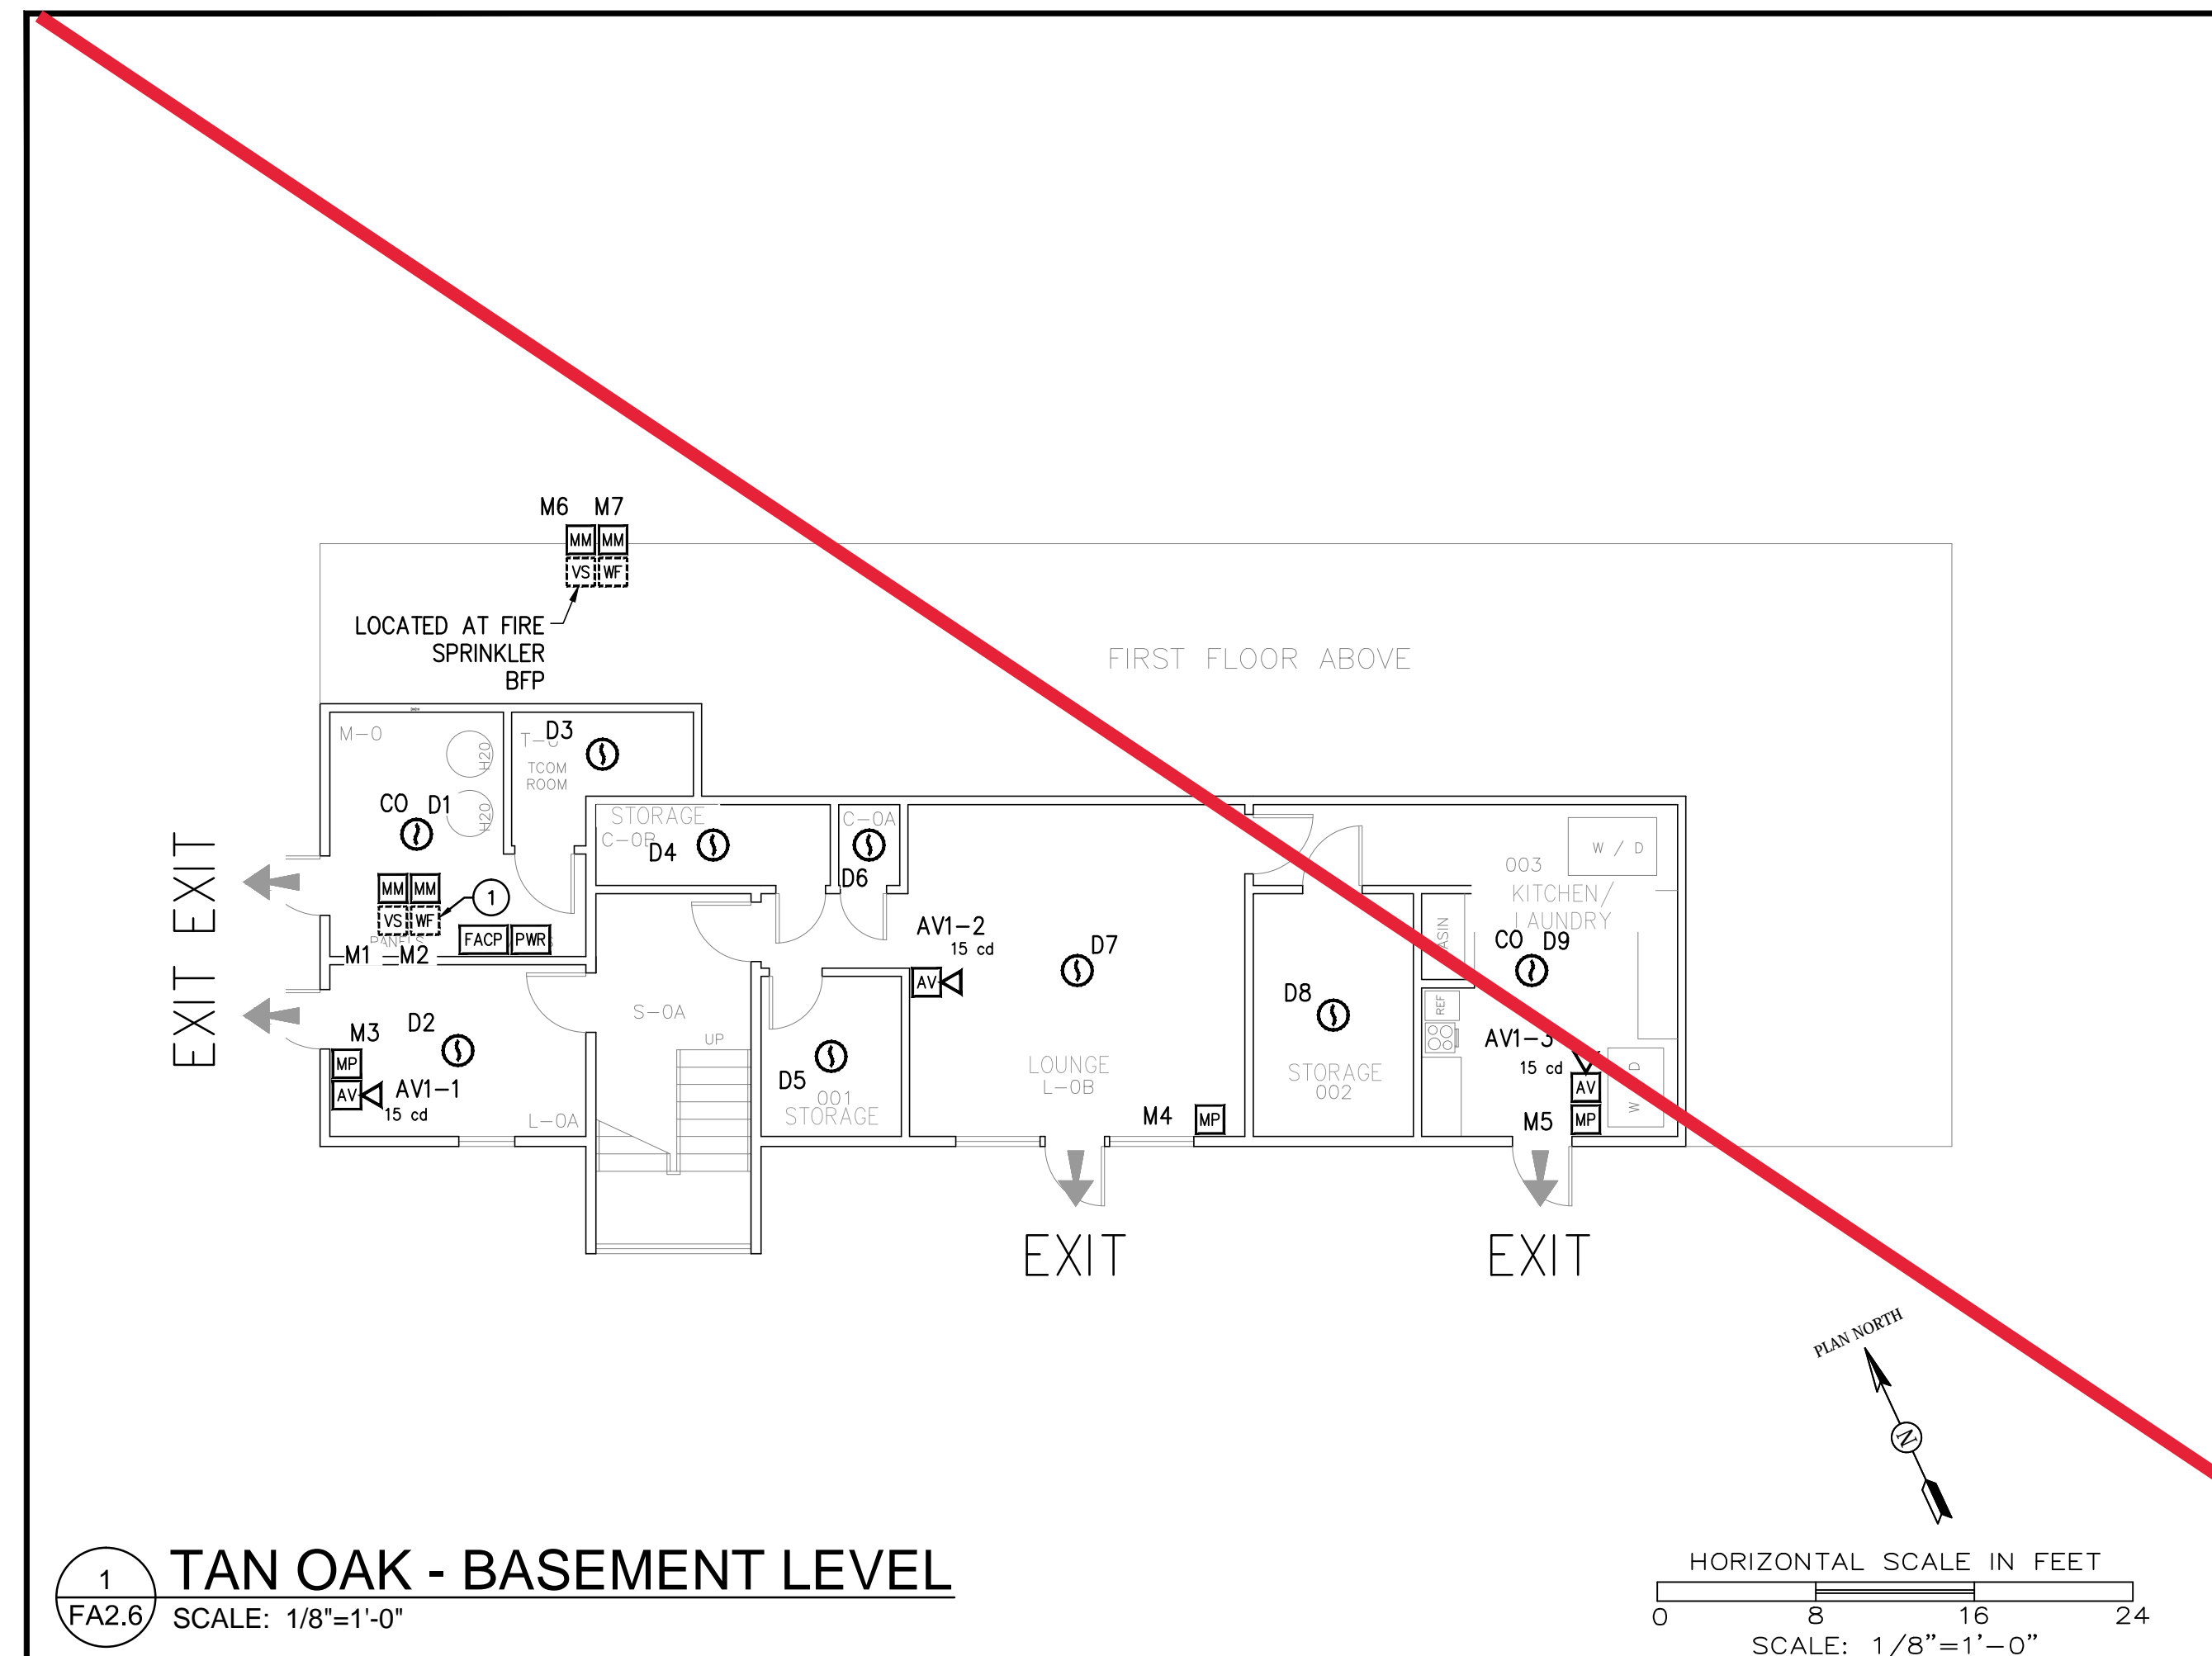 M6 M7
MM MM
VS WF
LOCATED AT FIRE
SPRINKLER
BFP
FIRST FLOOR ABOVE
M-0
H20
H20
D3
TCOM
ROOM
CO D1
STORAGE
D4
C-0A
D6
W / D
003
KITCHEN/
LAUNDRY
EXIT
MM MM
VS WF
1
FACP PWR
M1 M2
AV1-2
15 cd
AV
D7
CO D9
EXIT
M3
D2
MP
AV
AV1-1
15 cd
L-0A
S-0A
UP
D5
001
STORAGE
LOUNGE
L-0B
M4
MP
D8
STORAGE
002
REF
AV1-3
15 cd
AV
M5
MP
W D
EXIT
EXIT
PLAN NORTH
N
1
FA2.6
TAN OAK - BASEMENT LEVEL
SCALE: 1/8"=1'-0"
HORIZONTAL SCALE IN FEET
0 8 16 24
SCALE: 1/8"=1'-0"